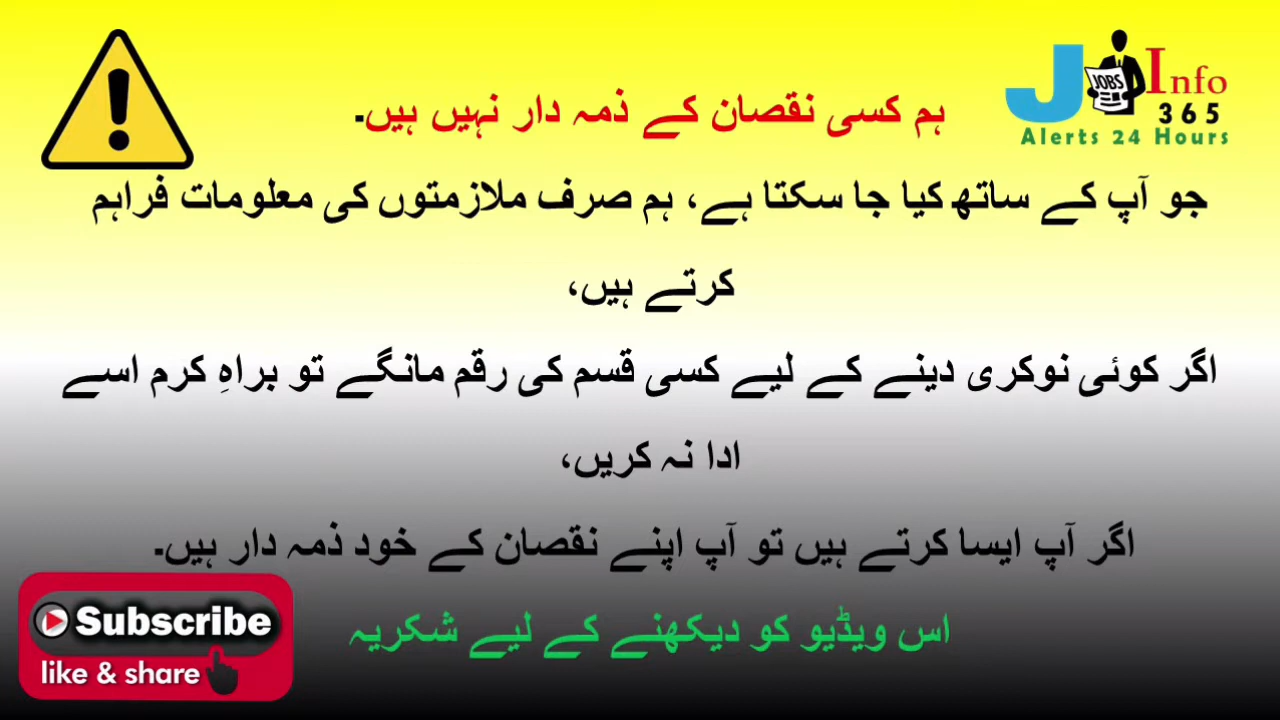 ہم کسی نقصان کے ذمہ دار نہیں ہیں۔
J Info
JOBS
365
Alerts 24 Hours
جو آپ کے ساتھ کیا جا سکتا ہے، ہم صرف ملازمتوں کی معلومات فراہم
کرتے ہیں،
اگر کوئی نوکری دینے کے لیے کسی قسم کی رقم مانگے تو براہِ کرم اسے
ادا نہ کریں،
اگر آپ ایسا کرتے ہیں تو آپ اپنے نقصان کے خود ذمہ دار ہیں۔
اس ویڈیو کو دیکھنے کے لیے شکریہ
Subscribe
like & share